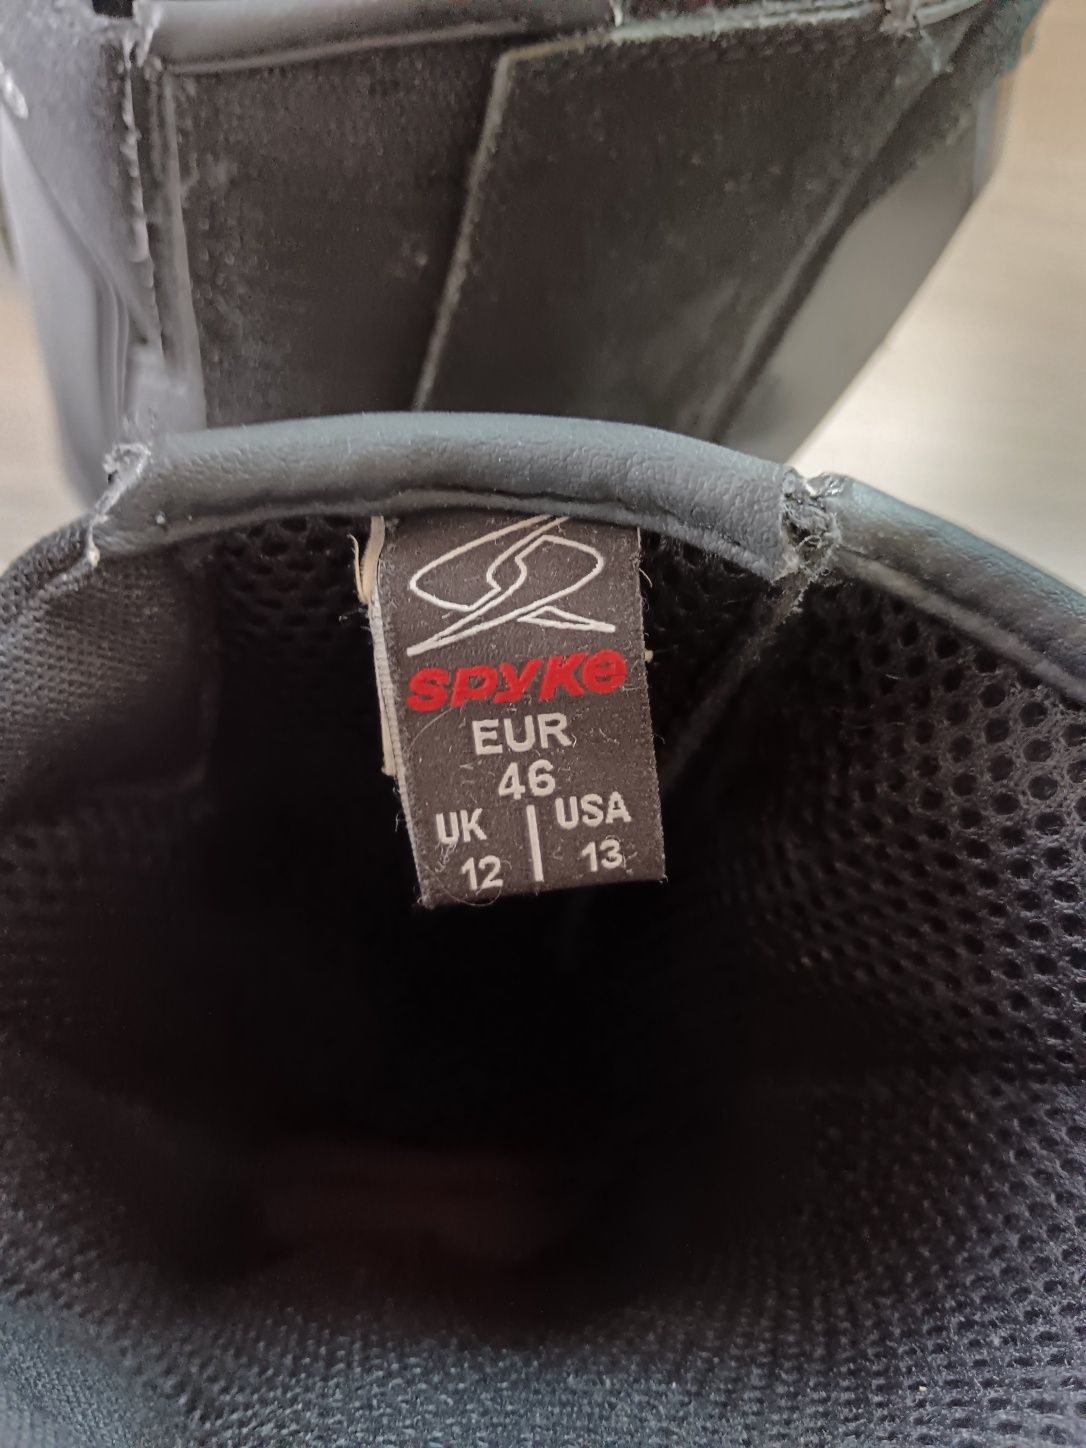 SPYKE
EUR
46
UK | USA
12 | 13